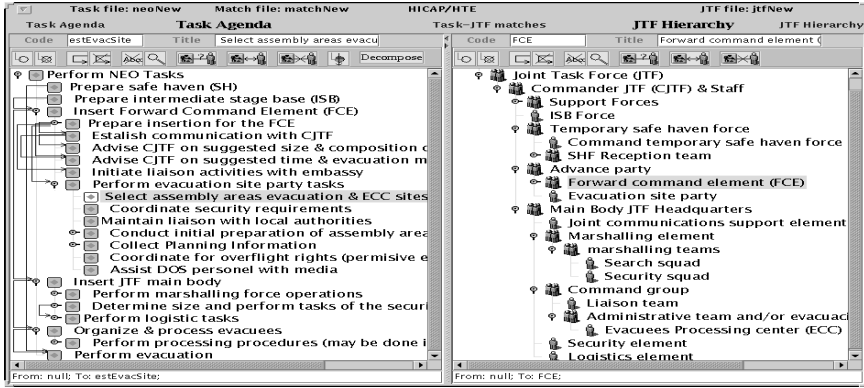 Task file: neoNew Match file: matchNew HICAP/HTE JTF file: jtfNew
Task Agenda Task Agenda Task-JTF matches JTF Hierarchy JTF Hierarchy
Code estEvacSite Title Select assembly areas evacu
Code FCE Title Forward command element (
Decompose
Perform NEO Tasks
Prepare safe haven (SH)
Prepare intermediate stage base (ISB)
Insert Forward Command Element (FCE)
Prepare insertion for the FCE
Estalish communication with CJTF
Advise CJTF on suggested size & composition o
Advise CJTF on suggested time & evacuation m
Initiate liaison activities with embassy
Perform evacuation site party tasks
Select assembly areas evacuation & ECC sites
Coordinate security requirements
Maintain liaison with local authorities
Conduct initial preparation of assembly area
Collect Planning Information
Coordinate for overflight rights (permisive e
Assist DOS personel with media
Insert JTF main body
Perform marshalling force operations
Determine size and perform tasks of the securi
Perform logistic tasks
Organize & process evacuees
Perform processing procedures (may be done i
Perform evacuation
From: null; To: estEvacSite;
Joint Task Force (JTF)
Commander JTF (CJTF) & Staff
Support Forces
ISB Force
Temporary safe haven force
Command temporary safe haven force
SHF Reception team
Advance party
Forward command element (FCE)
Evacuation site party
Main Body JTF Headquarters
Joint communications support element
Marshalling element
marshalling teams
Search squad
Security squad
Command group
Liaison team
Administrative team and/or evacuaci
Evacuees Processing center (ECC)
Security element
Logistics element
From: null; To: FCE;